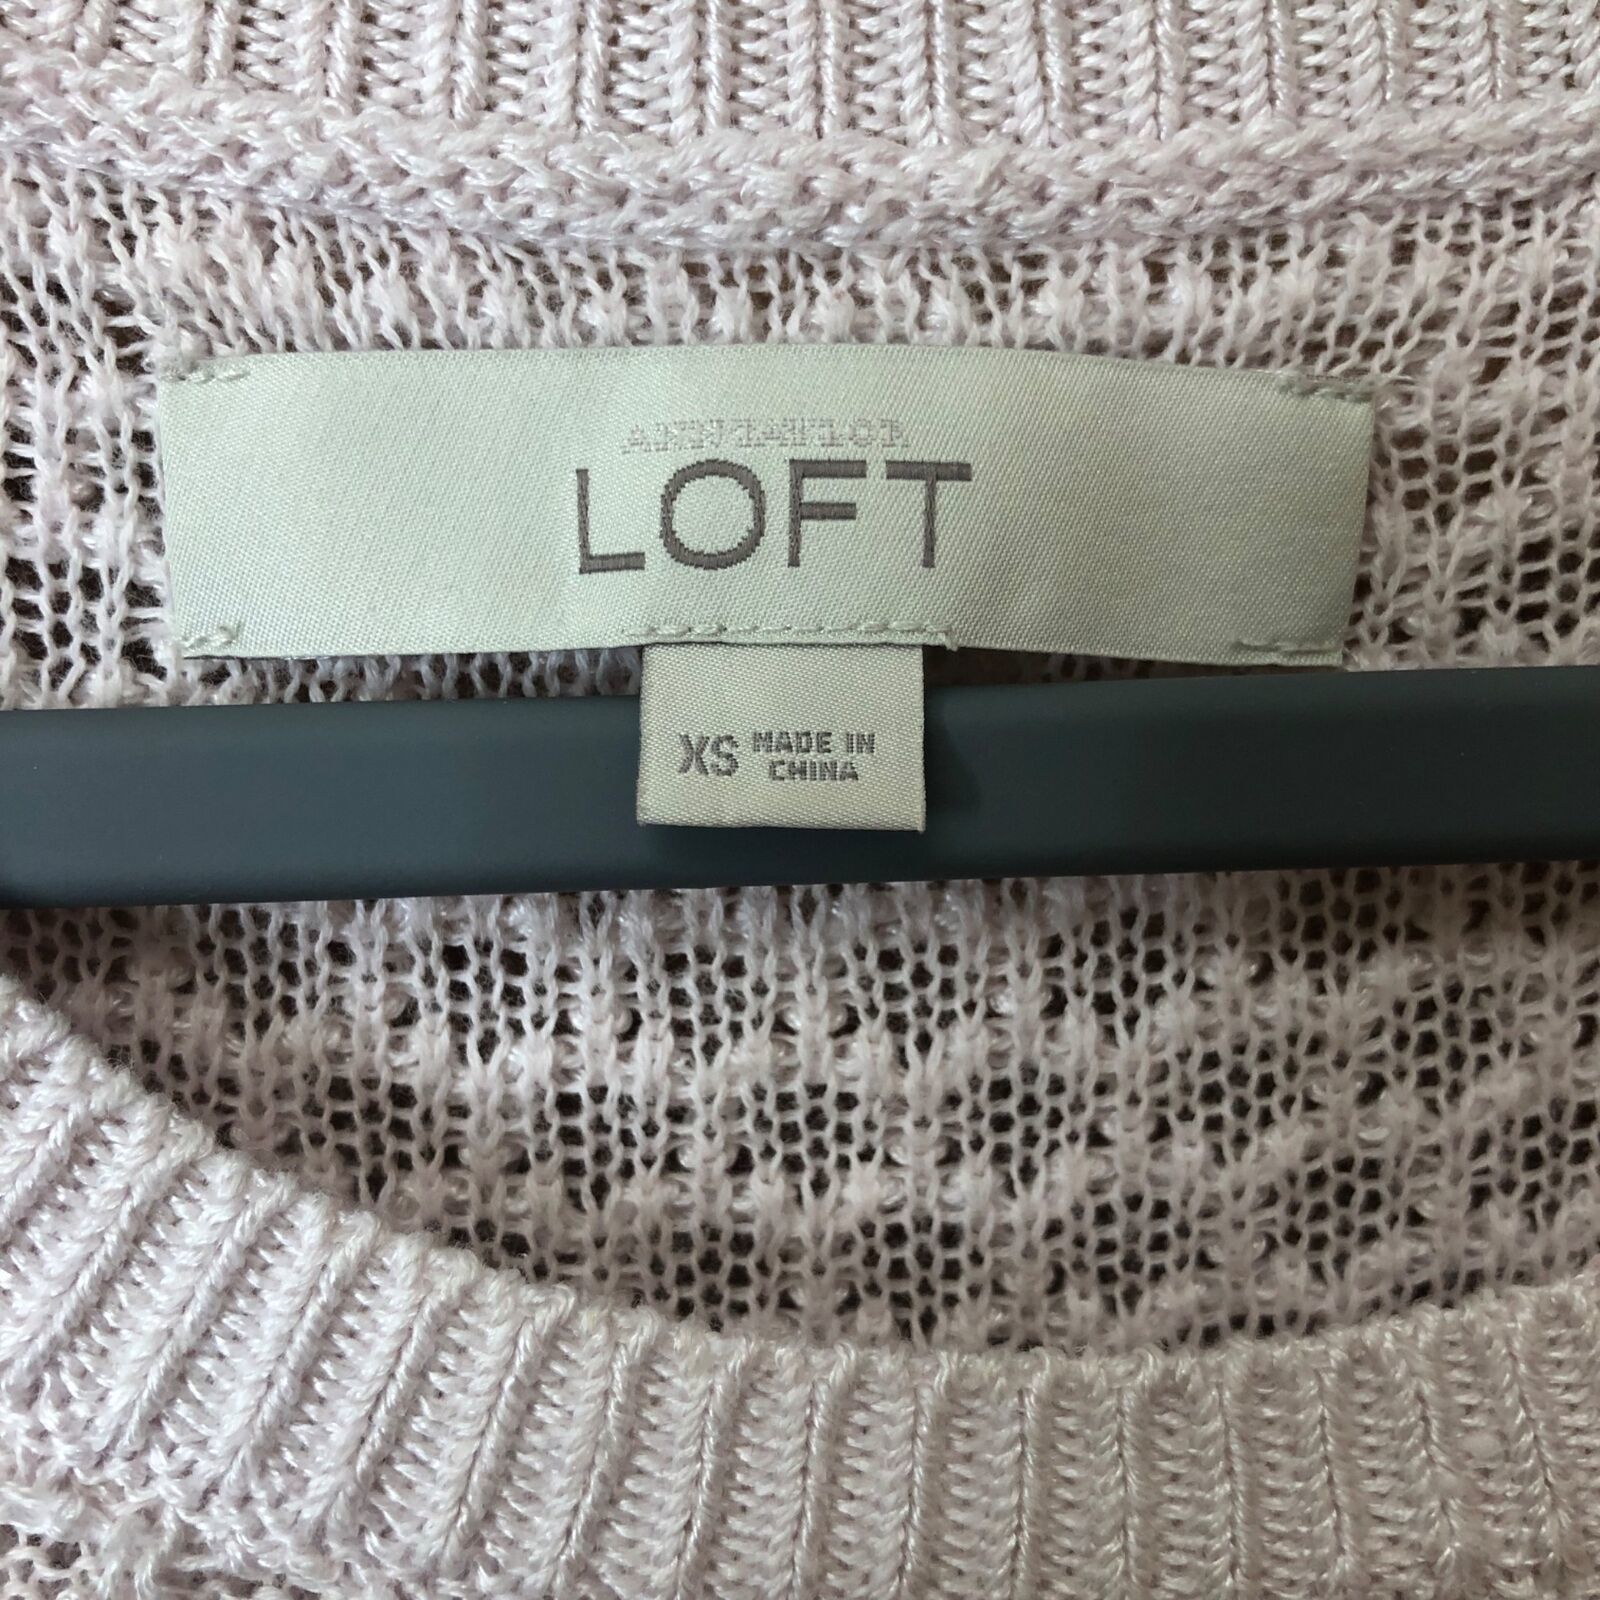 ANN TAYLOR
LOFT
XS MADE IN
CHINA